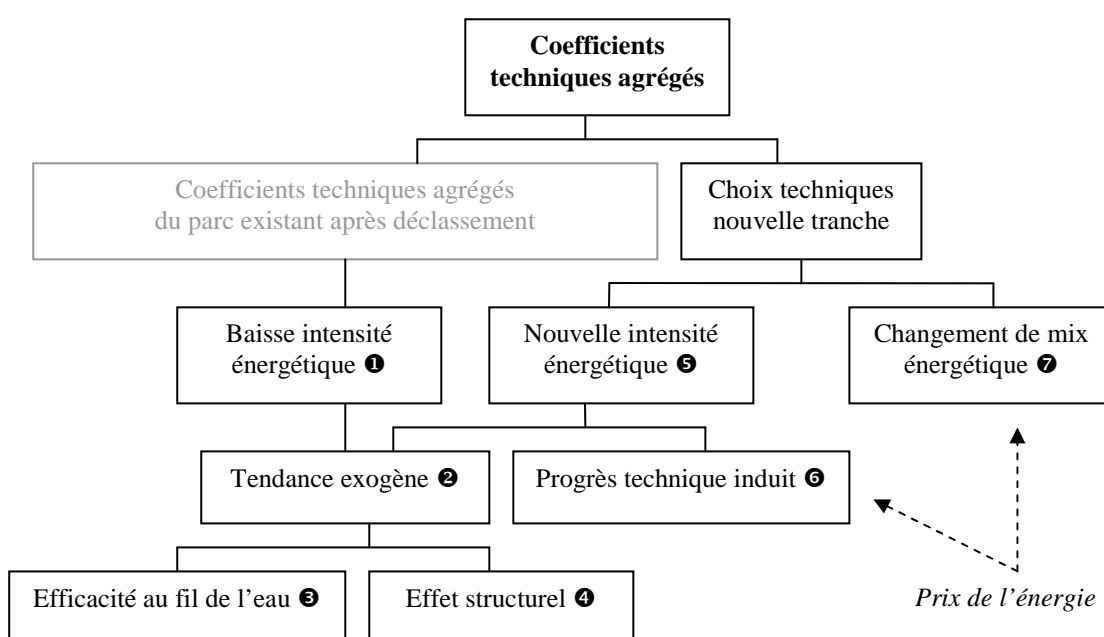 Coefficients
techniques agrégés
Coefficients techniques agrégés
du parc existant après déclassement
Choix techniques
nouvelle tranche
Baisse intensité
énergétique ❶
Nouvelle intensité
énergétique ❺
Changement de mix
énergétique ❼
Tendance exogène ❷
Progrès technique induit ❻
Efficacité au fil de l’eau ❸
Effet structurel ❹
Prix de l’énergie